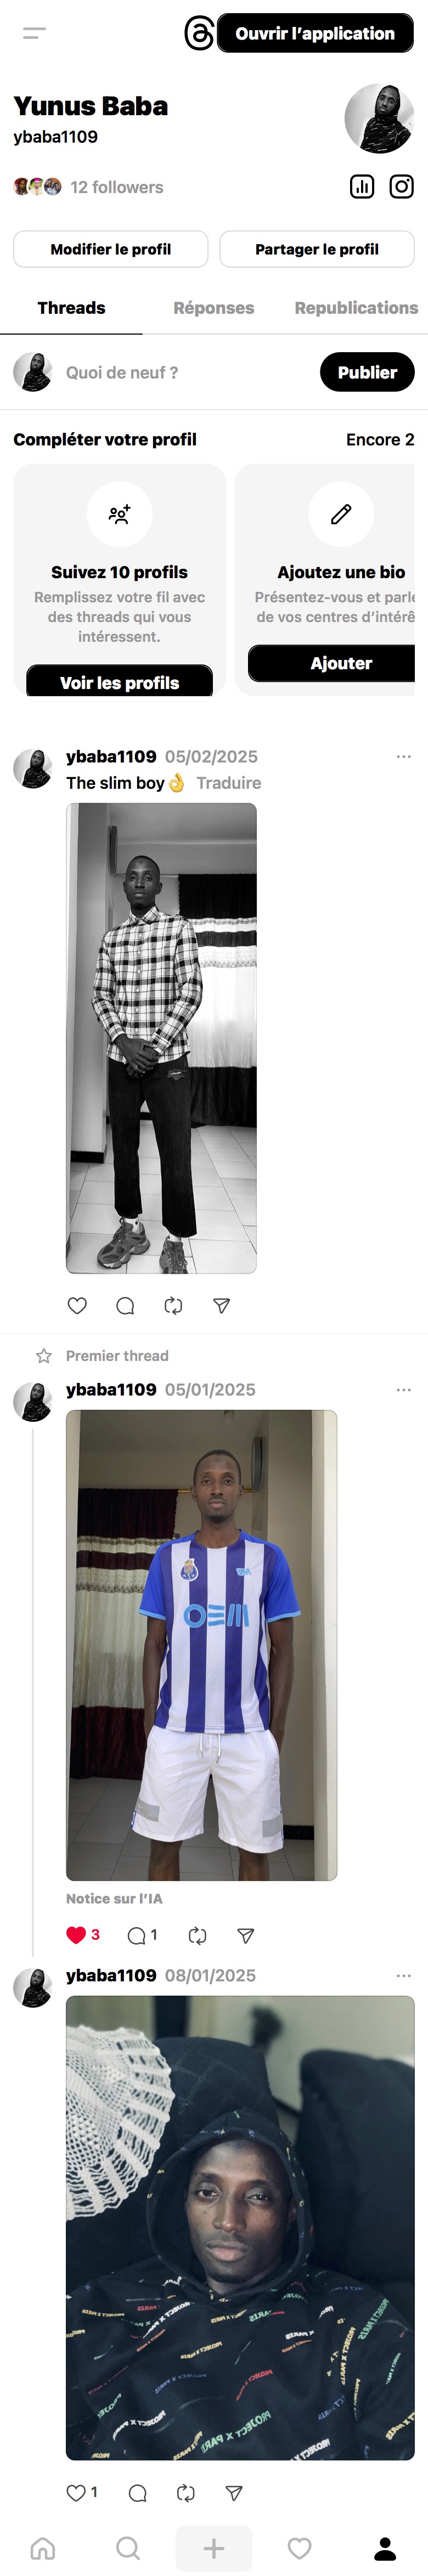 Ouvrir l'application
Yunus Baba
ybaba1109
12 followers
Modifier le profil
Partager le profil
Threads
Réponses
Republications
Quoi de neuf ?
Publier
Compléter votre profil
Encore 2
Suivez 10 profils
Remplissez votre fil avec
des threads qui vous
intéressent.
Voir les profils
Ajoutez une bio
Présentez-vous et parle
de vos centres d'intérê
Ajouter
ybaba1109 05/02/2025
The slim boy👌 Traduire
Premier thread
ybaba1109 05/01/2025
Notice sur l'IA
3
1
ybaba1109 08/01/2025
PROJECT X PARIS
1